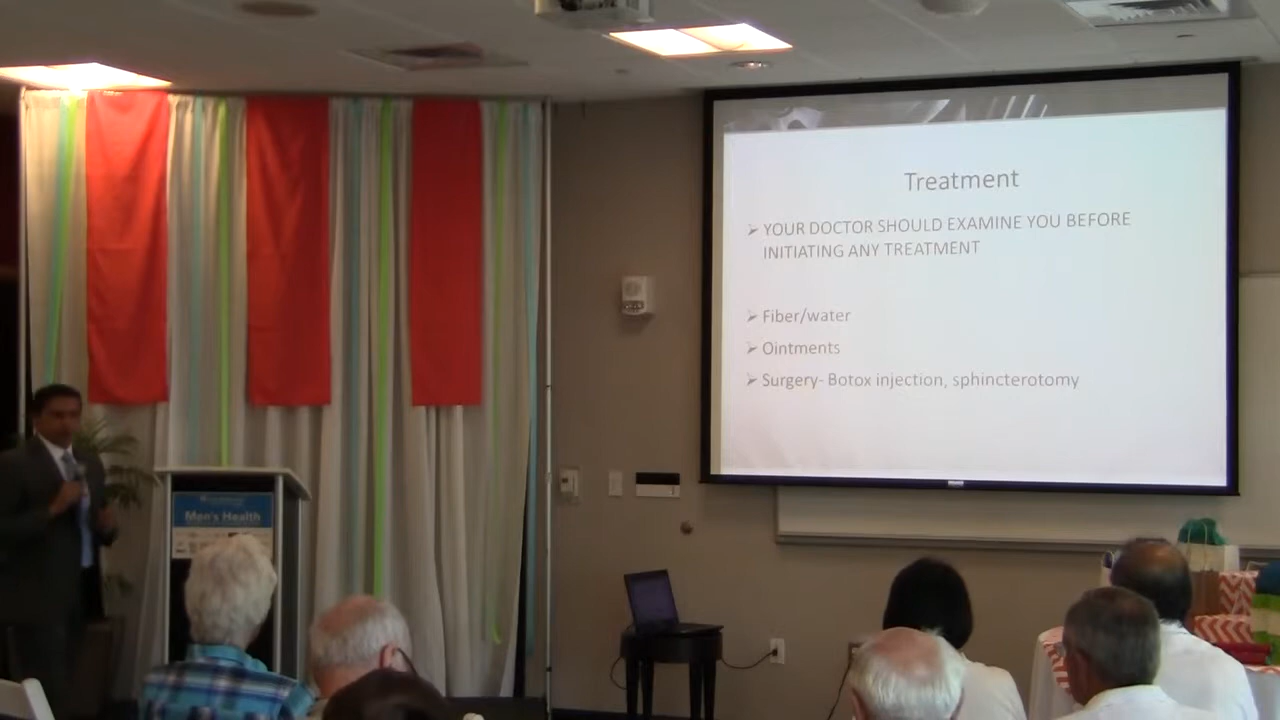 Treatment
➢ YOUR DOCTOR SHOULD EXAMINE YOU BEFORE
INITIATING ANY TREATMENT
➢ Fiber/water
➢ Ointments
➢ Surgery- Botox injection, sphincterotomy
Men's Health